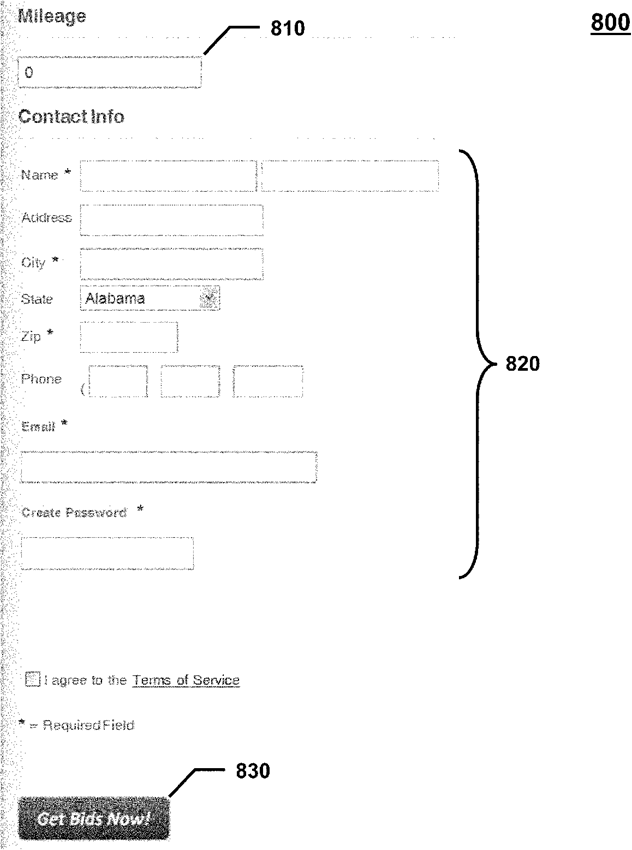 Mileage
810
800
0
Contact Info
Name *
Address
City *
State Alabama
Zip *
820
Phone (
Email *
Create Password *
I agree to the Terms of Service
* = Required Field
830
Get Bids Now!